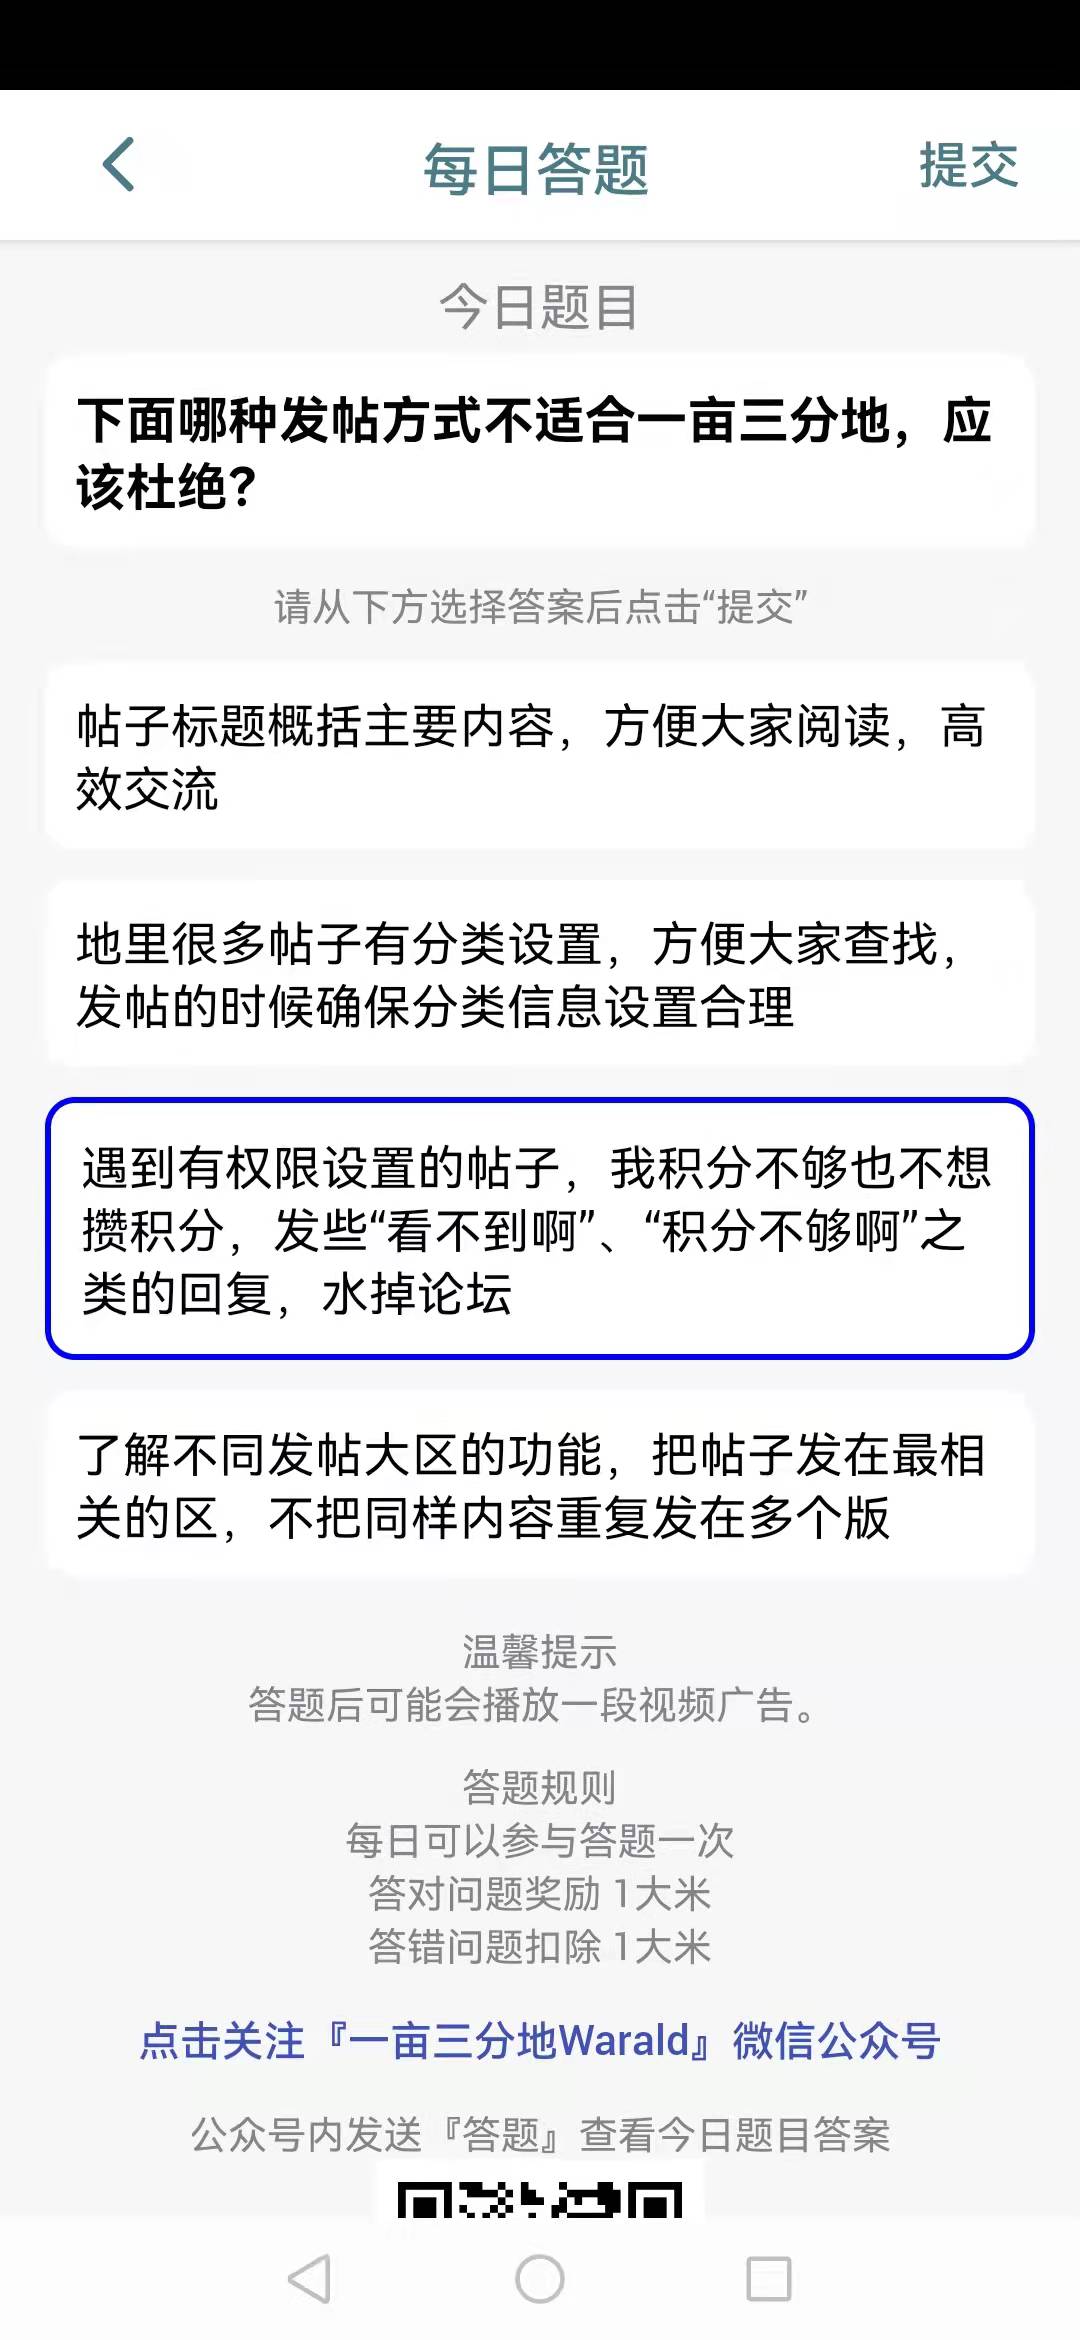 每日答题
提交
今日题目
下面哪种发帖方式不适合一亩三分地，应
该杜绝？
请从下方选择答案后点击“提交”
帖子标题概括主要内容，方便大家阅读，高
效交流
地里很多帖子有分类设置，方便大家查找，
发帖的时候确保分类信息设置合理
遇到有权限设置的帖子，我积分不够也不想
攒积分，发些“看不到啊”、“积分不够啊”之
类的回复，水掉论坛
了解不同发帖大区的功能，把帖子发在最相
关的区，不把同样内容重复发在多个版
温馨提示
答题后可能会播放一段视频广告。
答题规则
每日可以参与答题一次
答对问题奖励 1大米
答错问题扣除 1大米
点击关注『一亩三分地Warald』微信公众号
公众号内发送『答题』查看今日题目答案